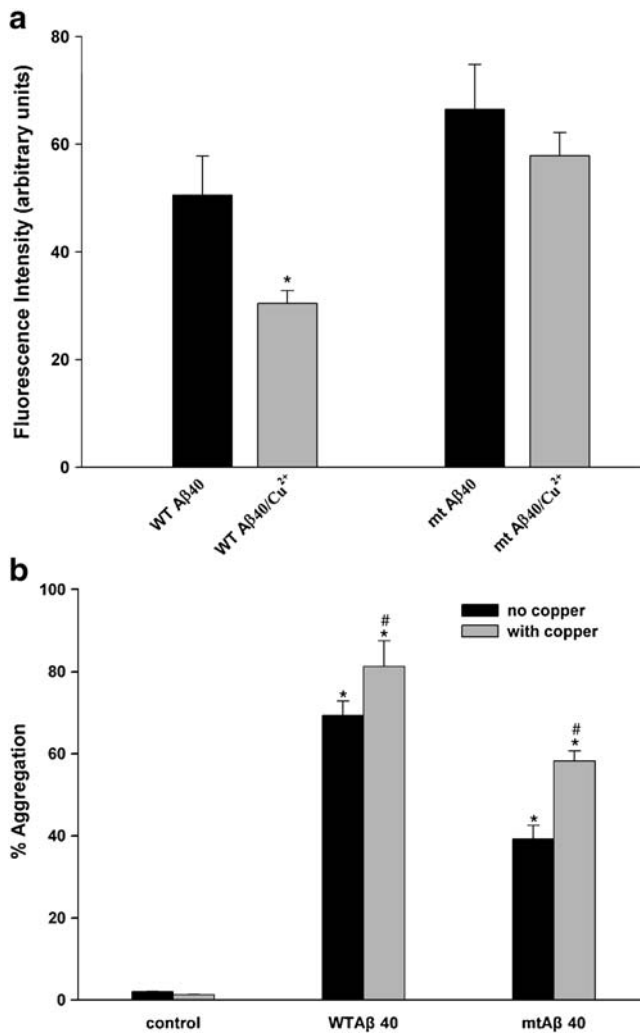 a
80
60
40
20
0
Fluorescence Intensity (arbitrary units)
*
WT Aβ40
WT Aβ40/Cu²⁺
mt Aβ40
mt Aβ40/Cu²⁺
b
100
80
60
40
20
0
% Aggregation
no copper
with copper
*
#
*
*
#
*
control
WTAβ 40
mtAβ 40